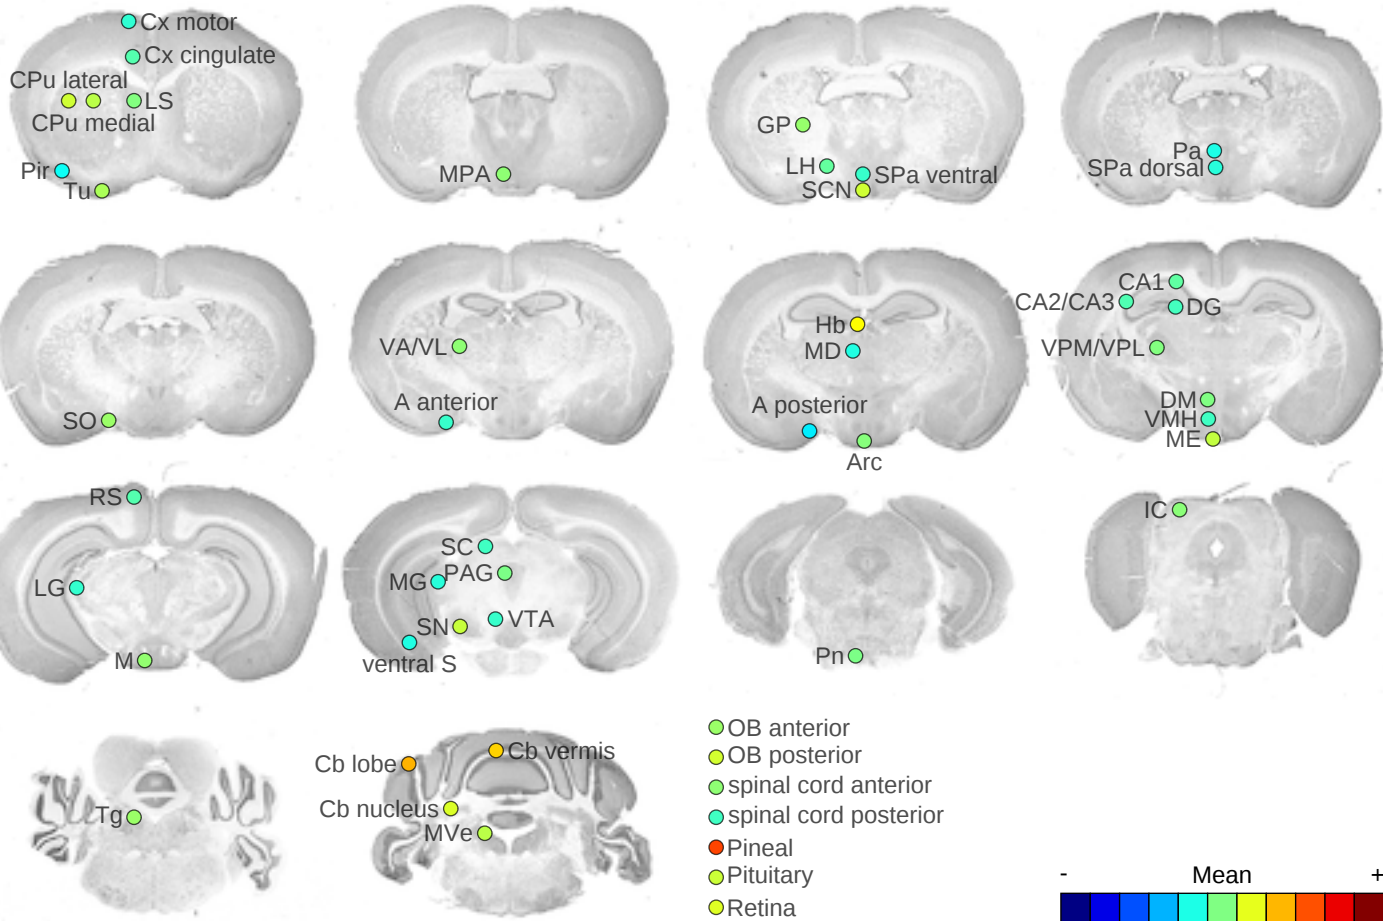 Cx motor
Cx cingulate
CPu lateral
LS
CPu medial
Pir
Tu
MPA
GP
LH
SPa ventral
SCN
Pa
SPa dorsal
SO
VA/VL
A anterior
Hb
MD
A posterior
Arc
CA1
CA2/CA3
DG
VPM/VPL
DM
VMH
ME
RS
LG
M
SC
PAG
MG
VTA
SN
ventral S
Pn
IC
Tg
Cb lobe
Cb vermis
Cb nucleus
MVe
OB anterior
OB posterior
spinal cord anterior
spinal cord posterior
Pineal
Pituitary
Retina
- Mean +